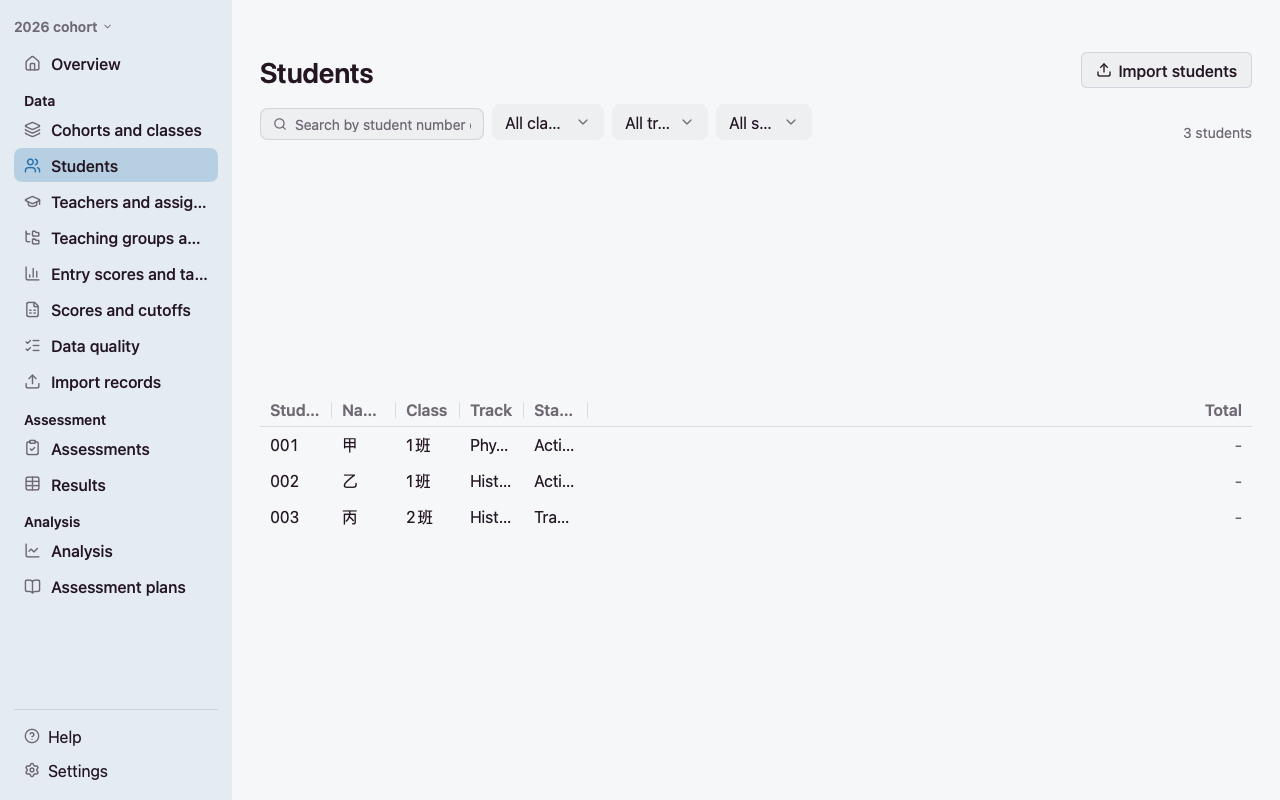 2026 cohort
Overview
Data
Cohorts and classes
Students
Teachers and assig...
Teaching groups a...
Entry scores and ta...
Scores and cutoffs
Data quality
Import records
Assessment
Assessments
Results
Analysis
Analysis
Assessment plans
Help
Settings
Students
Import students
Search by student number
All cla...
All tr...
All s...
3 students
Stud... Na... Class Track Sta... Total
001 甲 1班 Phy... Acti... -
002 乙 1班 Hist... Acti... -
003 丙 2班 Hist... Tra... -